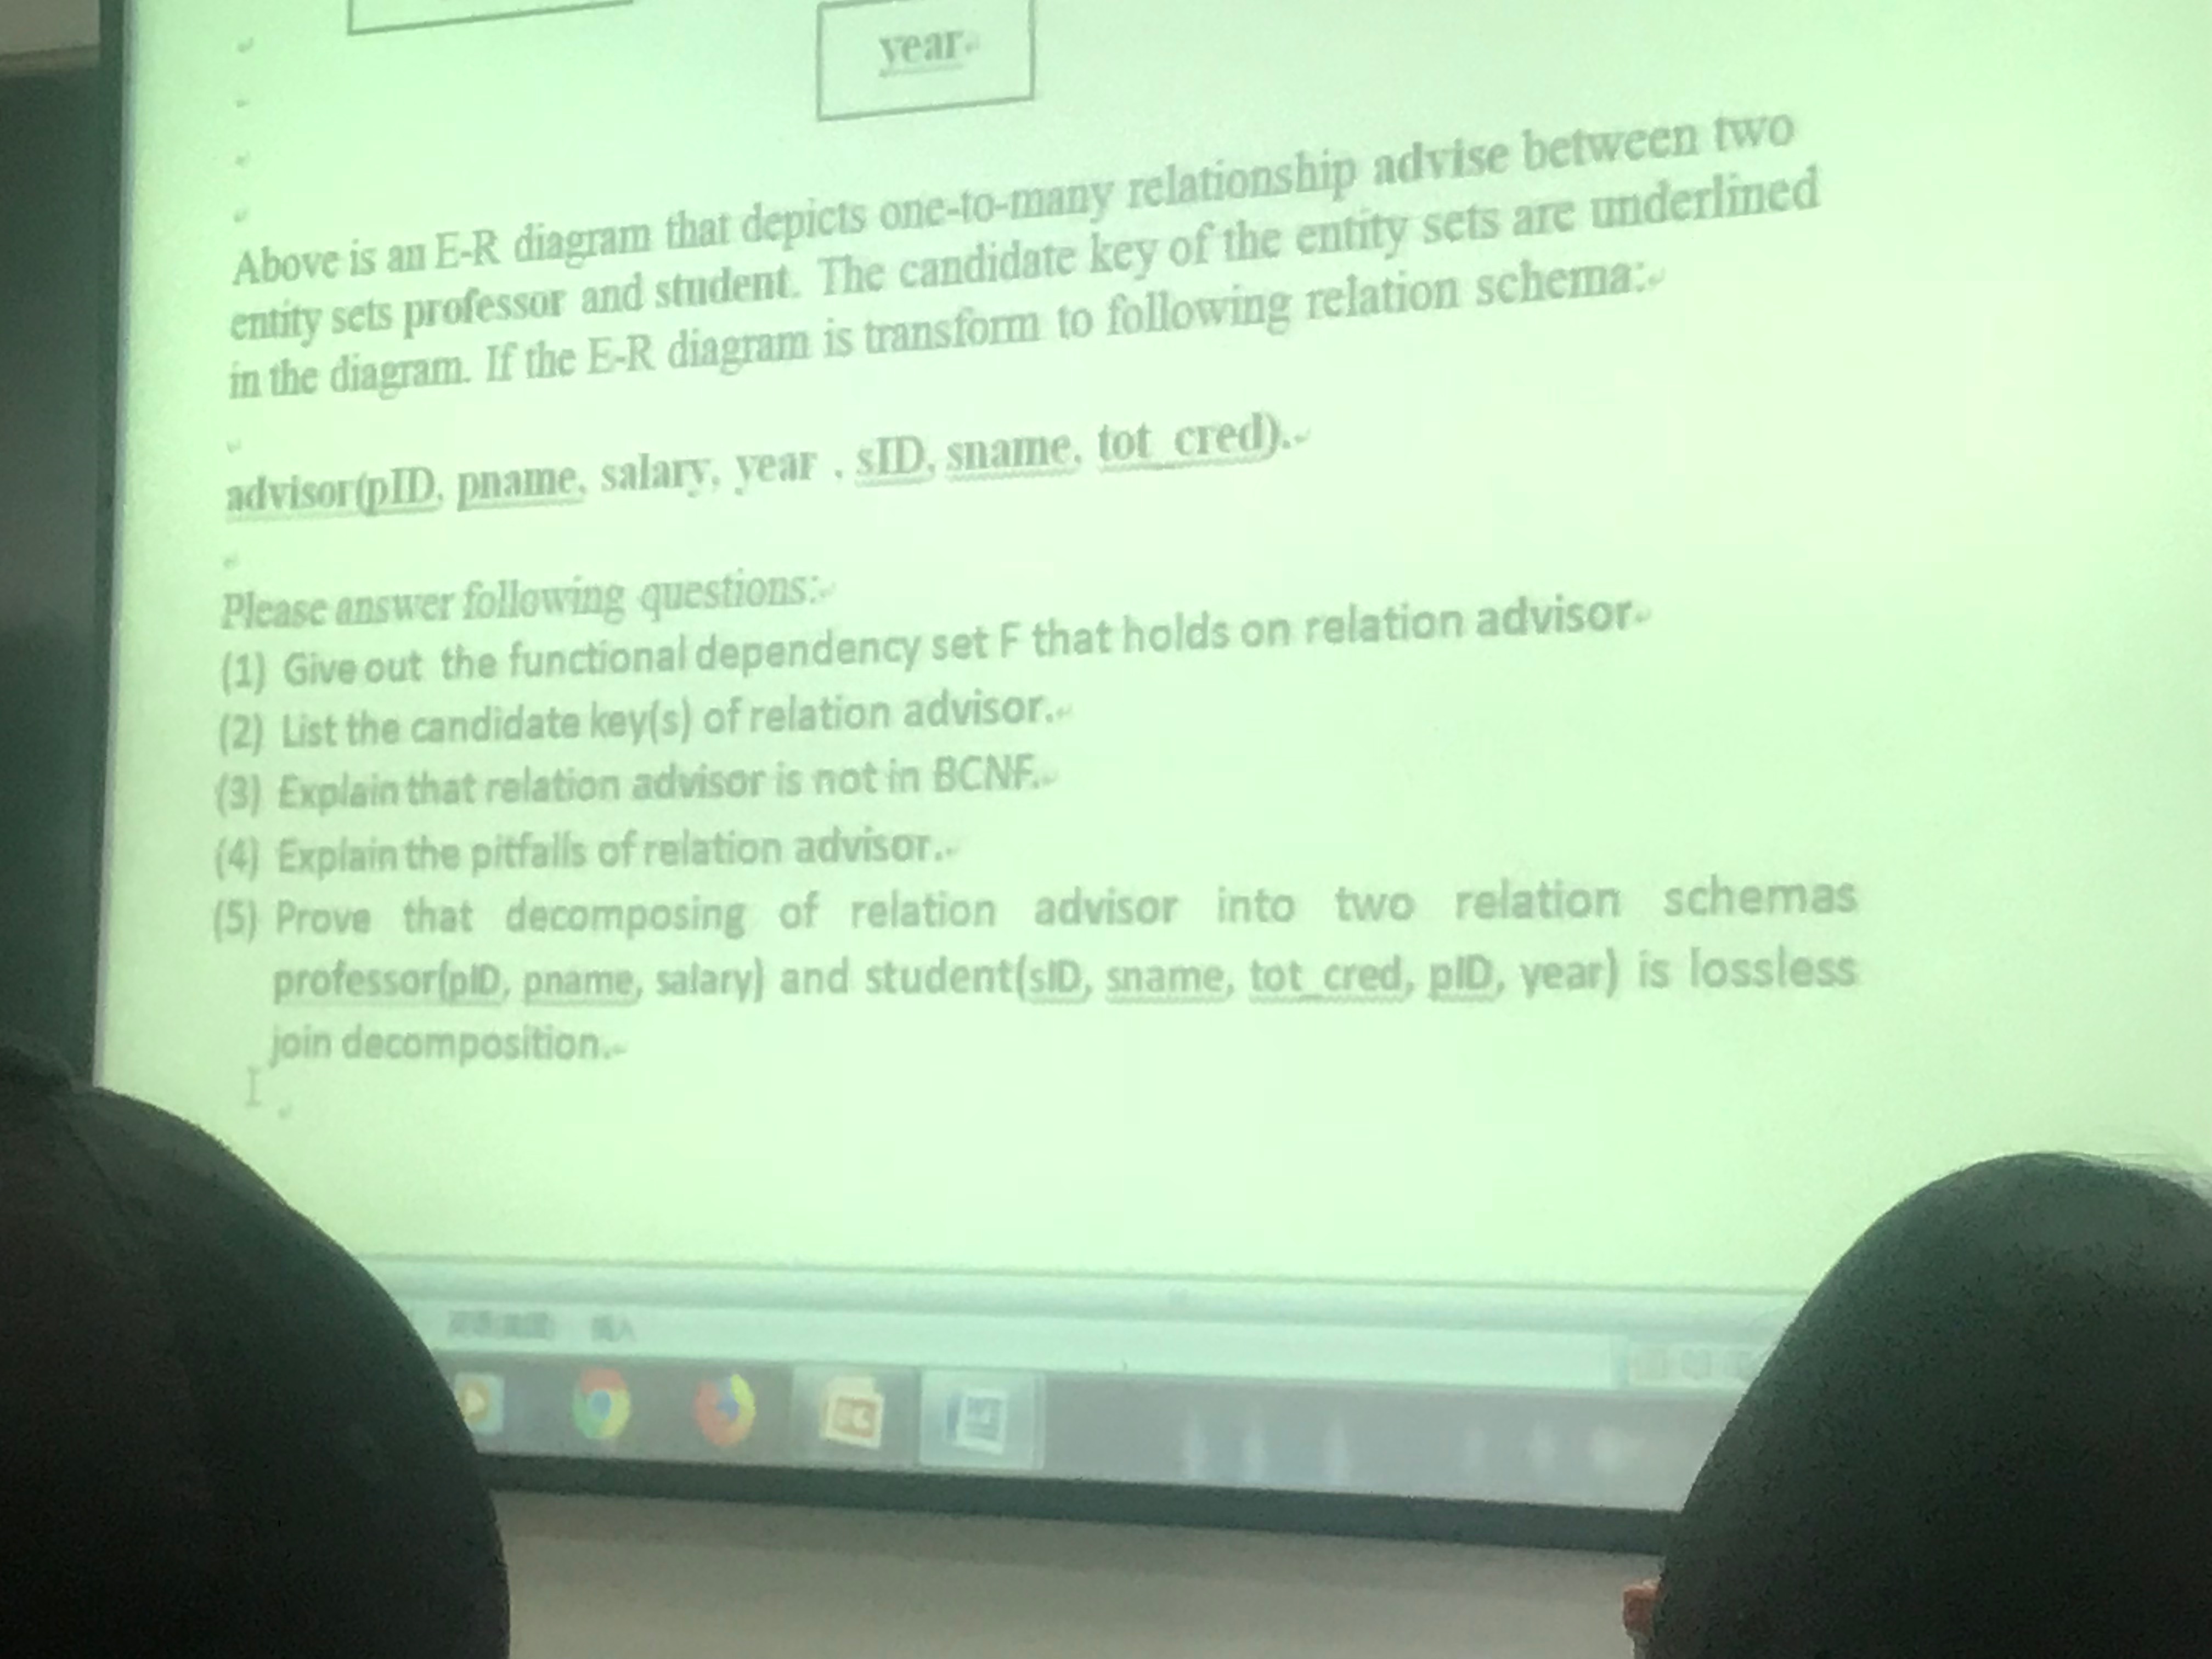 year
Above is an E-R diagram that depicts one-to-many relationship advise between two
entity sets professor and student. The candidate key of the entity sets are underlined
in the diagram. If the E-R diagram is transform to following relation schema:
advisor(pID, pname, salary, year , sID, sname, tot_cred).
Please answer following questions:
(1) Give out the functional dependency set F that holds on relation advisor
(2) List the candidate key(s) of relation advisor.
(3) Explain that relation advisor is not in BCNF.
(4) Explain the pitfalls of relation advisor.
(5) Prove that decomposing of relation advisor into two relation schemas
professor(pID, pname, salary) and student(sID, sname, tot_cred, pID, year) is lossless
join decomposition.